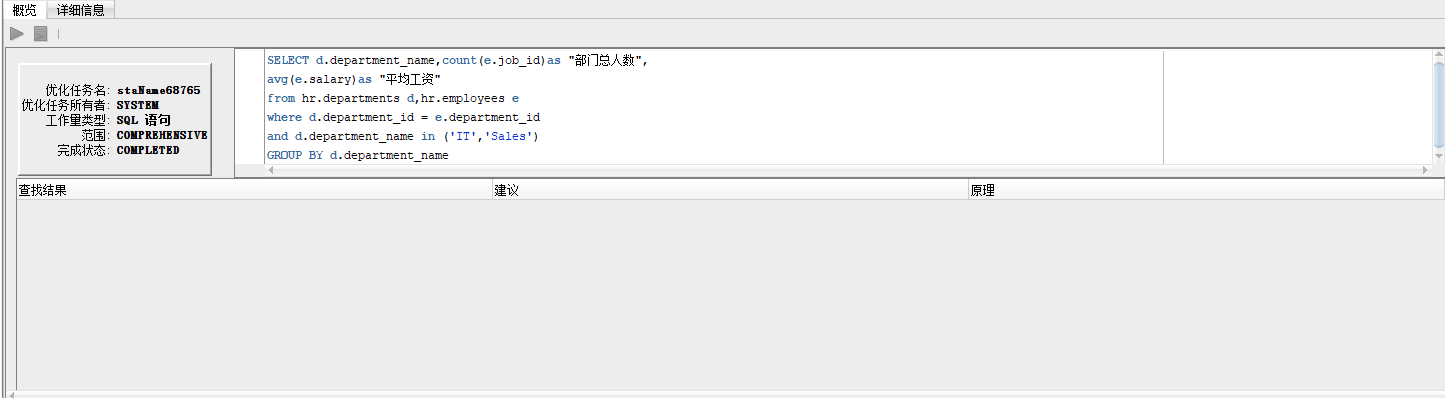 概览 详细信息
优化任务名: staName68765
优化任务所有者: SYSTEM
工作量类型: SQL 语句
范围: COMPREHENSIVE
完成状态: COMPLETED
SELECT d.department_name,count(e.job_id)as "部门总人数",
avg(e.salary)as "平均工资"
from hr.departments d,hr.employees e
where d.department_id = e.department_id
and d.department_name in ('IT','Sales')
GROUP BY d.department_name
查找结果 建议 原理